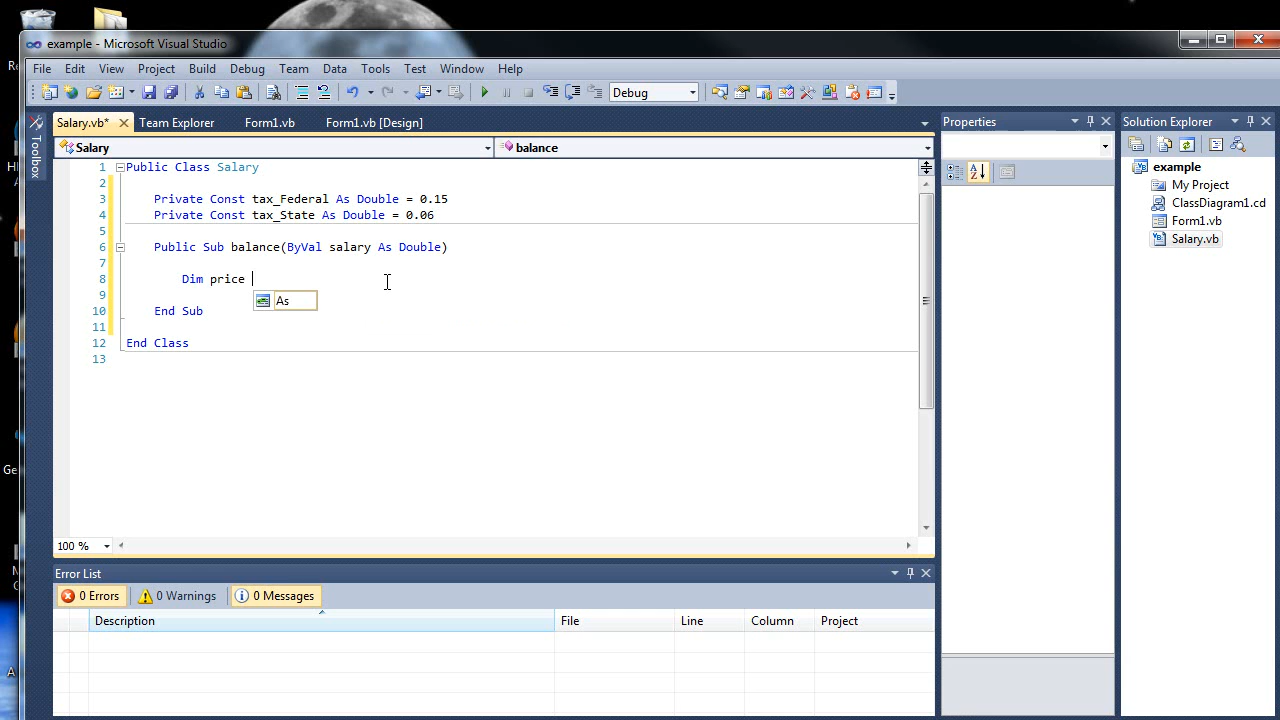 example - Microsoft Visual Studio
File Edit View Project Build Debug Team Data Tools Test Window Help
Debug
Salary.vb* Team Explorer Form1.vb Form1.vb [Design]
Salary balance
1 Public Class Salary
2
3 Private Const tax_Federal As Double = 0.15
4 Private Const tax_State As Double = 0.06
5
6 Public Sub balance(ByVal salary As Double)
7
8 Dim price
9 As
10 End Sub
11
12 End Class
13
100 %
Toolbox
Properties
Solution Explorer
example
My Project
ClassDiagram1.cd
Form1.vb
Salary.vb
Error List
0 Errors 0 Warnings 0 Messages
Description File Line Column Project